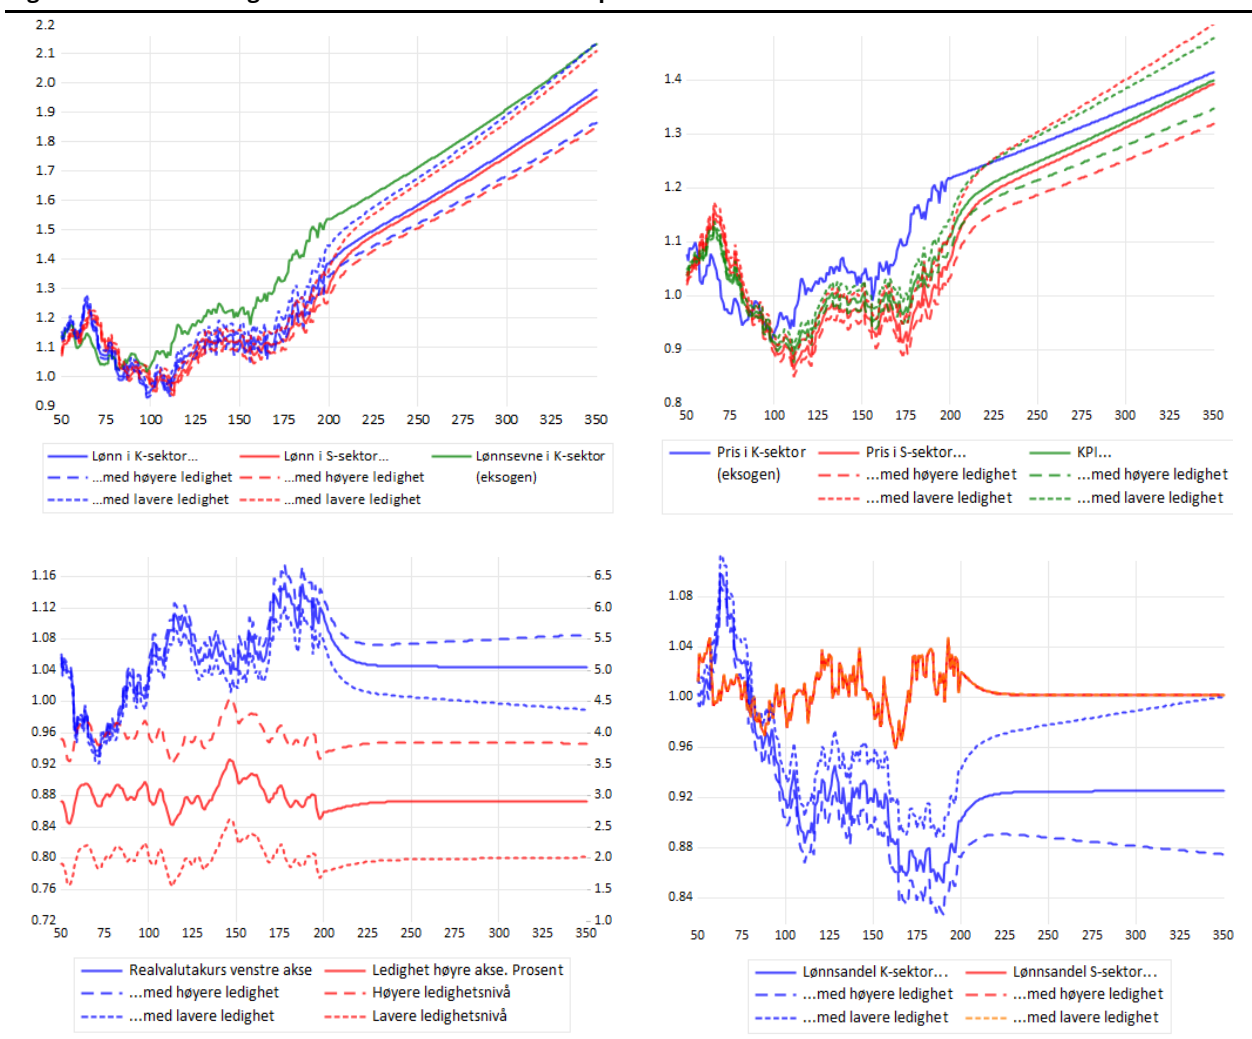 2.2
2.1
2.0
1.9
1.8
1.7
1.6
1.5
1.4
1.3
1.2
1.1
1.0
0.9
50 75 100 125 150 175 200 225 250 275 300 325 350
Lønn i K-sektor... Lønn i S-sektor... Lønnsevne i K-sektor
...med høyere ledighet ...med høyere ledighet (eksogen)
...med lavere ledighet ...med lavere ledighet
1.4
1.3
1.2
1.1
1.0
0.9
0.8
50 75 100 125 150 175 200 225 250 275 300 325 350
Pris i K-sektor Pris i S-sektor... KPI...
(eksogen) ...med høyere ledighet ...med høyere ledighet
...med lavere ledighet ...med lavere ledighet
1.16 6.5
1.12 6.0
1.08 5.5
1.04 5.0
1.00 4.5
0.96 4.0
0.92 3.5
0.88 3.0
0.84 2.5
0.80 2.0
0.76 1.5
0.72 1.0
50 75 100 125 150 175 200 225 250 275 300 325 350
Realvalutakurs venstre akse Ledighet høyre akse. Prosent
...med høyere ledighet Høyere ledighetsnivå
...med lavere ledighet Lavere ledighetsnivå
1.08
1.04
1.00
0.96
0.92
0.88
0.84
50 75 100 125 150 175 200 225 250 275 300 325 350
Lønnsandel K-sektor... Lønnsandel S-sektor...
...med høyere ledighet ...med høyere ledighet
...med lavere ledighet ...med lavere ledighet